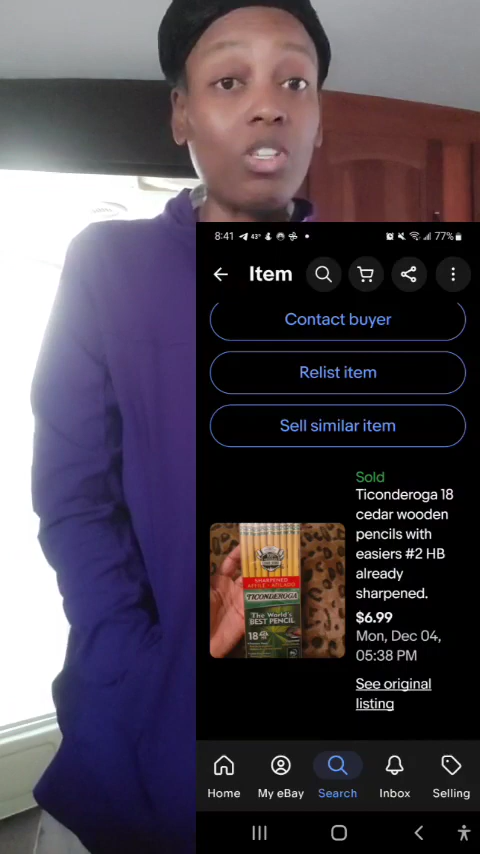 8:41 43° 77%
Item
Contact buyer
Relist item
Sell similar item
Sold
Ticonderoga 18
cedar wooden
pencils with
easiers #2 HB
already
sharpened.
$6.99
Mon, Dec 04,
05:38 PM
See original
listing
SHARPENED
TICONDEROGA
The World's
BEST PENCIL
18
Home My eBay Search Inbox Selling